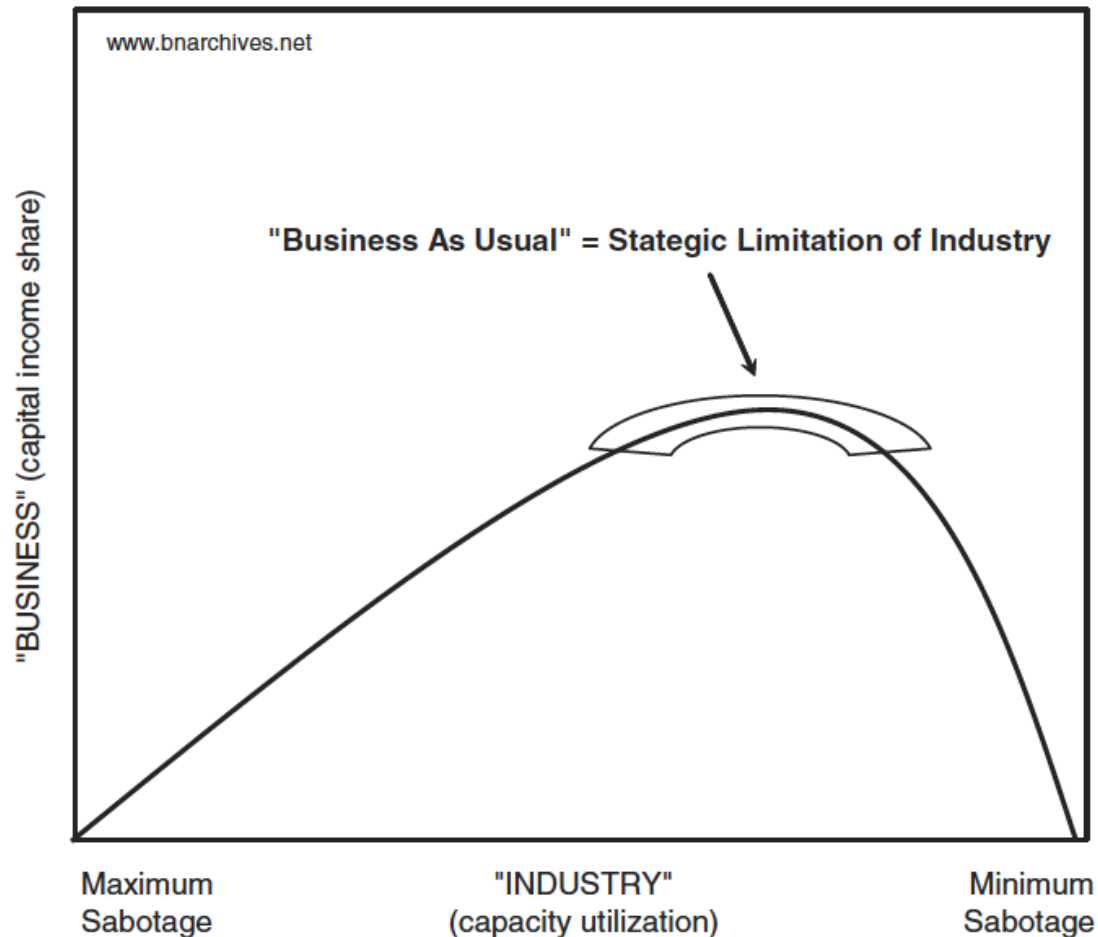 www.bnarchives.net
"BUSINESS" (capital income share)
"Business As Usual" = Stategic Limitation of Industry
Maximum
Sabotage
"INDUSTRY"
(capacity utilization)
Minimum
Sabotage